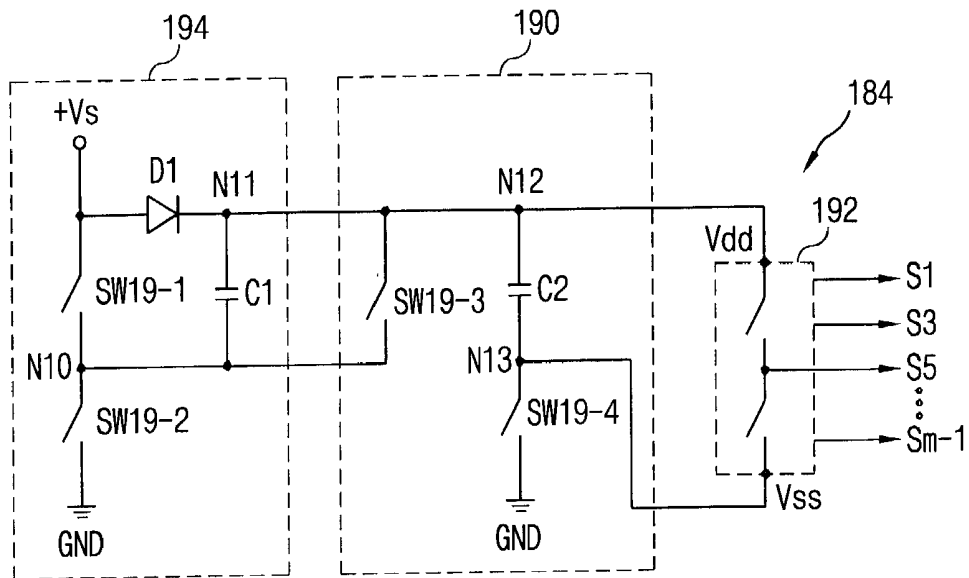 194
190
184
+Vs
D1
N11
N12
Vdd
192
SW19-1
C1
SW19-3
C2
S1
S3
N10
N13
S5
SW19-2
SW19-4
Sm-1
Vss
GND
GND